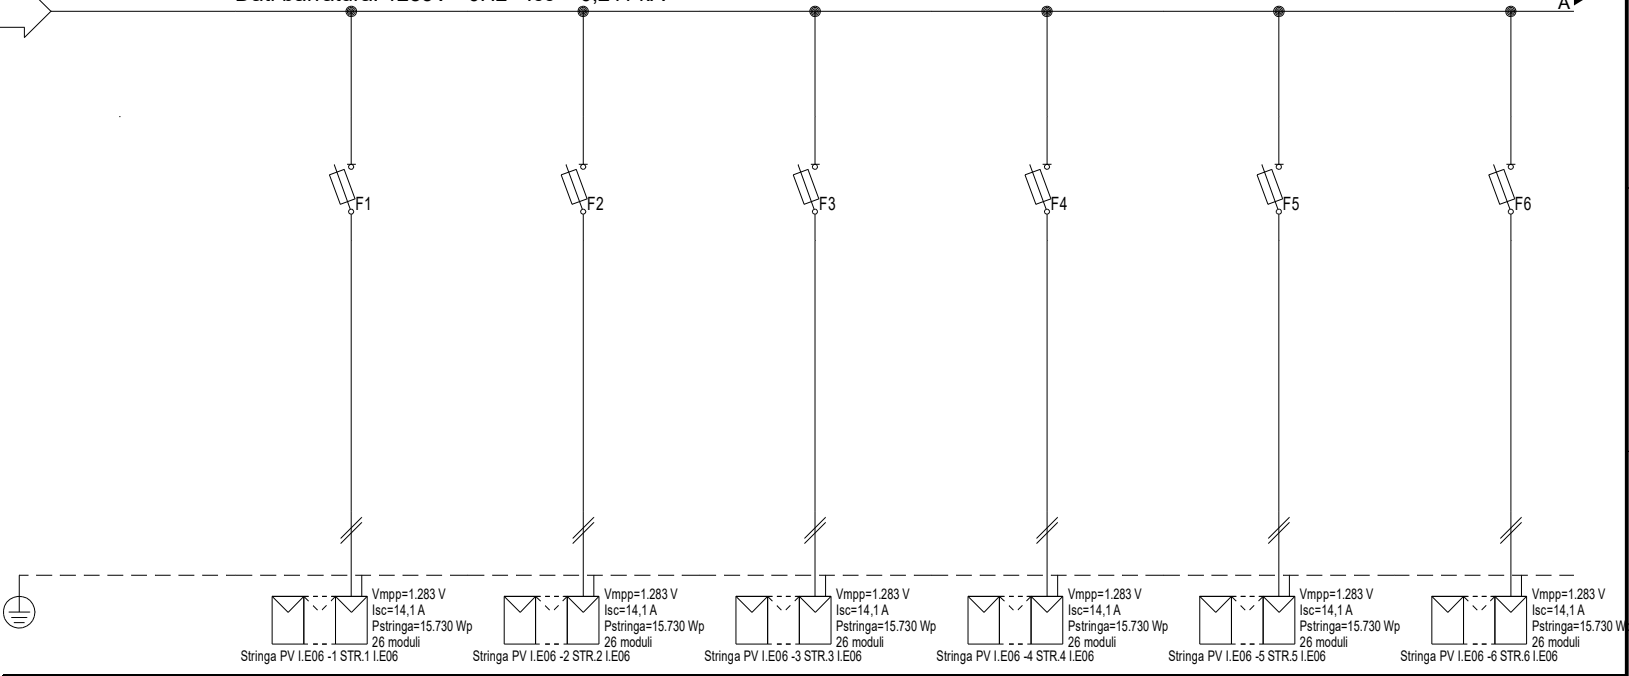 A
F1
F2
F3
F4
F5
F6
Vmpp=1.283 V
Isc=14,1 A
Pstringa=15.730 Wp
26 moduli
Stringa PV I.E06 -1 STR.1 I.E06
Vmpp=1.283 V
Isc=14,1 A
Pstringa=15.730 Wp
26 moduli
Stringa PV I.E06 -2 STR.2 I.E06
Vmpp=1.283 V
Isc=14,1 A
Pstringa=15.730 Wp
26 moduli
Stringa PV I.E06 -3 STR.3 I.E06
Vmpp=1.283 V
Isc=14,1 A
Pstringa=15.730 Wp
26 moduli
Stringa PV I.E06 -4 STR.4 I.E06
Vmpp=1.283 V
Isc=14,1 A
Pstringa=15.730 Wp
26 moduli
Stringa PV I.E06 -5 STR.5 I.E06
Vmpp=1.283 V
Isc=14,1 A
Pstringa=15.730 W
26 moduli
Stringa PV I.E06 -6 STR.6 I.E06